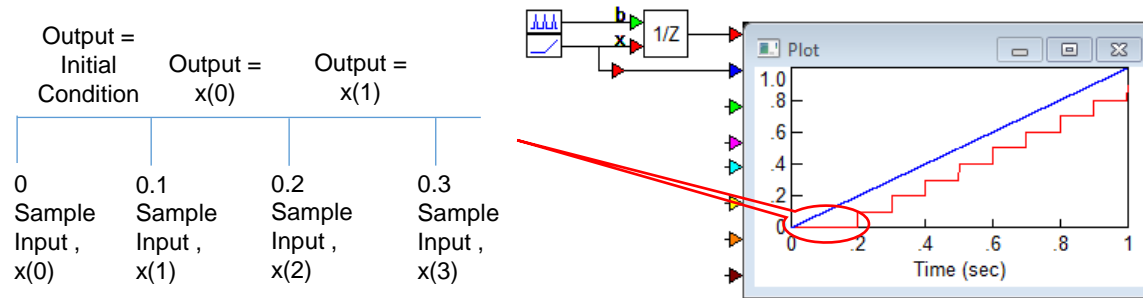 Output =
Initial
Condition
Output =
x(0)
Output =
x(1)
0
Sample
Input ,
x(0)
0.1
Sample
Input ,
x(1)
0.2
Sample
Input ,
x(2)
0.3
Sample
Input ,
x(3)
b
x
1/Z
Plot
1.0
.8
.6
.4
.2
0
0 .2 .4 .6 .8 1
Time (sec)